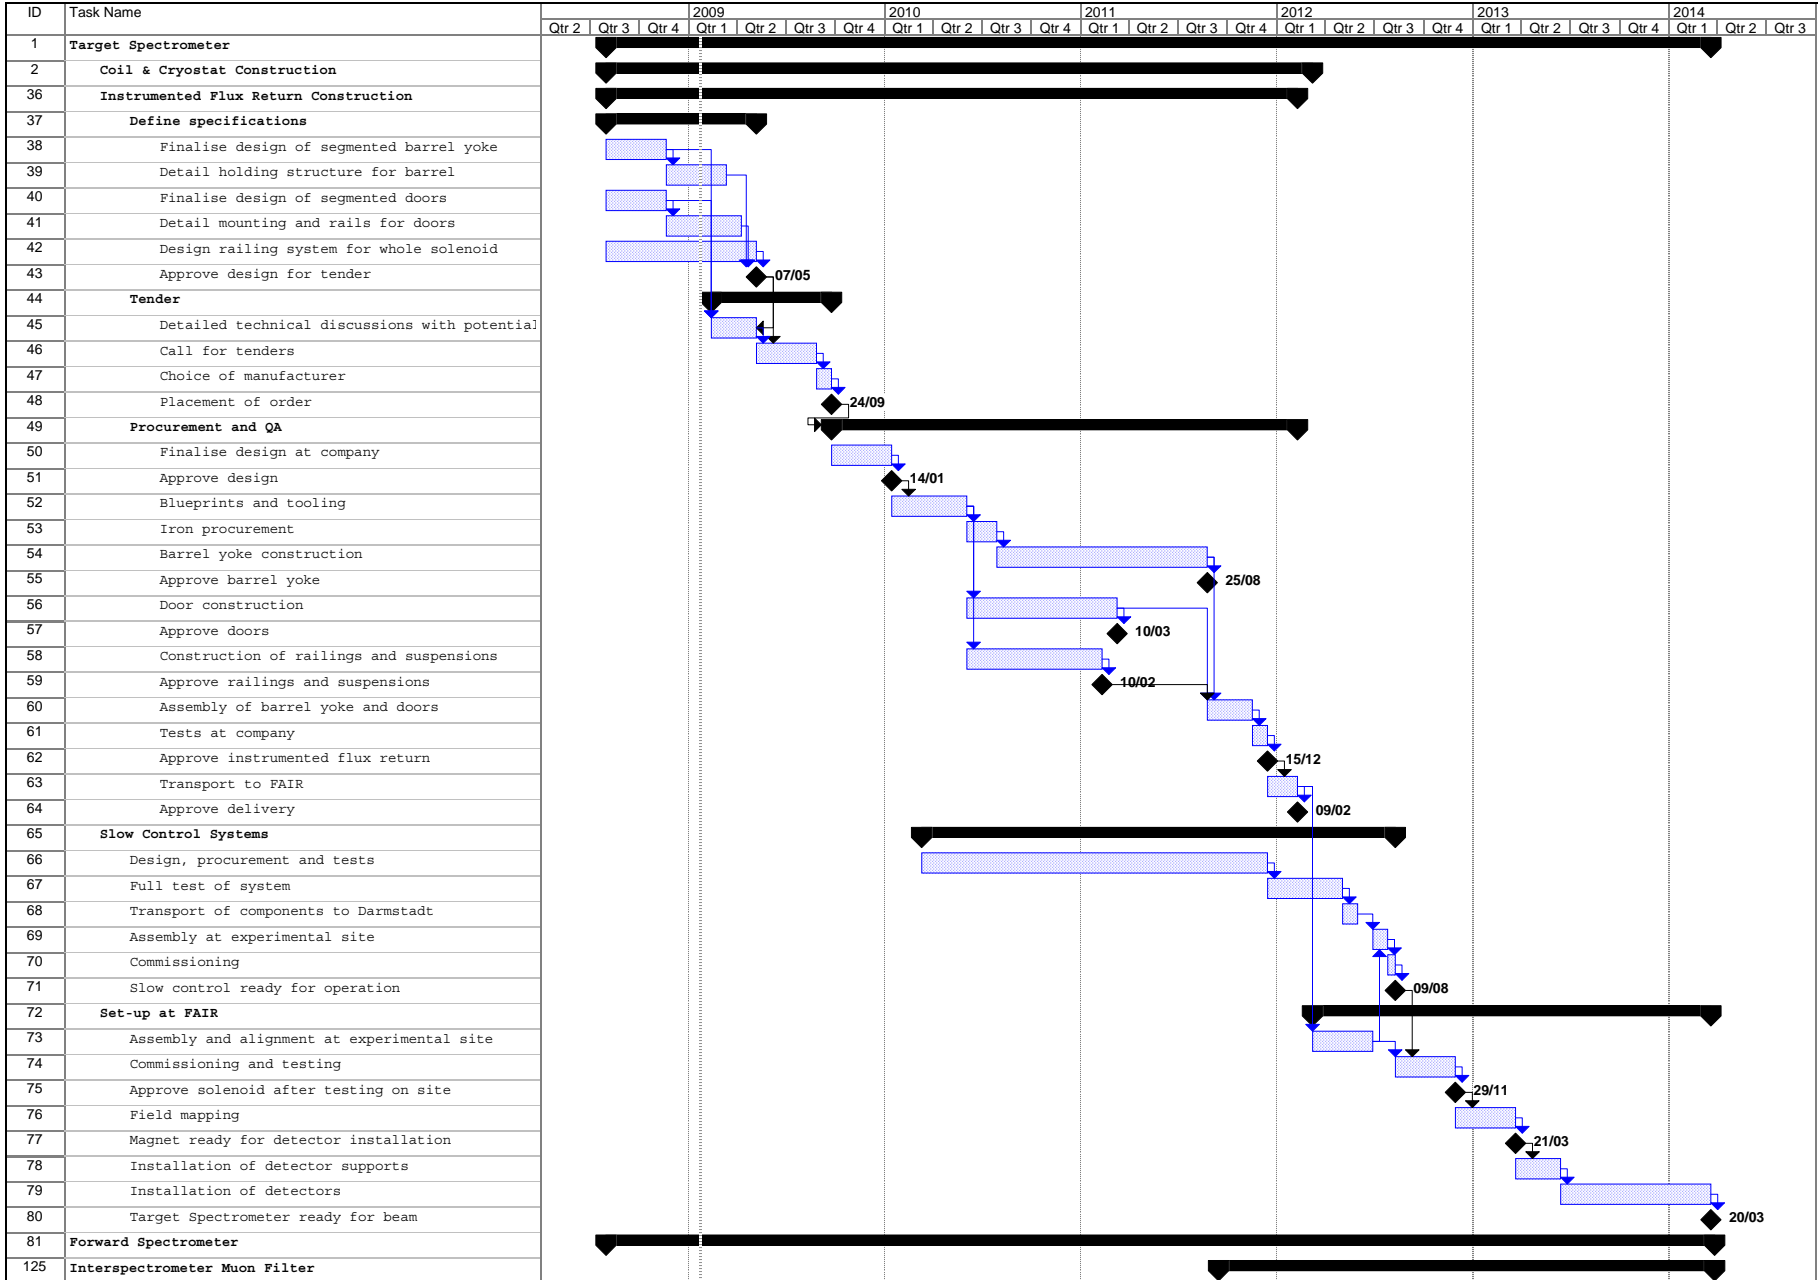 ID Task Name 2009 2010 2011 2012 2013 2014
Qtr 2 Qtr 3 Qtr 4 Qtr 1 Qtr 2 Qtr 3 Qtr 4 Qtr 1 Qtr 2 Qtr 3 Qtr 4 Qtr 1 Qtr 2 Qtr 3 Qtr 4 Qtr 1 Qtr 2 Qtr 3 Qtr 4 Qtr 1 Qtr 2 Qtr 3 Qtr 4 Qtr 1 Qtr 2 Qtr 3
1 Target Spectrometer
2 Coil & Cryostat Construction
36 Instrumented Flux Return Construction
37 Define specifications
38 Finalise design of segmented barrel yoke
39 Detail holding structure for barrel
40 Finalise design of segmented doors
41 Detail mounting and rails for doors
42 Design railing system for whole solenoid
43 Approve design for tender 07/05
44 Tender
45 Detailed technical discussions with potential
46 Call for tenders
47 Choice of manufacturer
48 Placement of order 24/09
49 Procurement and QA
50 Finalise design at company
51 Approve design 14/01
52 Blueprints and tooling
53 Iron procurement
54 Barrel yoke construction
55 Approve barrel yoke 25/08
56 Door construction
57 Approve doors 10/03
58 Construction of railings and suspensions
59 Approve railings and suspensions 10/02
60 Assembly of barrel yoke and doors
61 Tests at company
62 Approve instrumented flux return 15/12
63 Transport to FAIR
64 Approve delivery 09/02
65 Slow Control Systems
66 Design, procurement and tests
67 Full test of system
68 Transport of components to Darmstadt
69 Assembly at experimental site
70 Commissioning
71 Slow control ready for operation 09/08
72 Set-up at FAIR
73 Assembly and alignment at experimental site
74 Commissioning and testing
75 Approve solenoid after testing on site 29/11
76 Field mapping
77 Magnet ready for detector installation 21/03
78 Installation of detector supports
79 Installation of detectors
80 Target Spectrometer ready for beam 20/03
81 Forward Spectrometer
125 Interspectrometer Muon Filter